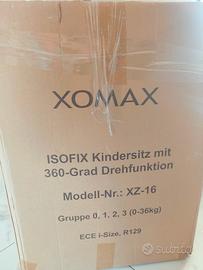 XOMAX
ISOFIX Kindersitz mit
360-Grad Drehfunktion
Modell-Nr.: XZ-16
Gruppe 0, 1, 2, 3 (0-36kg)
ECE i-Size, R129
Subito